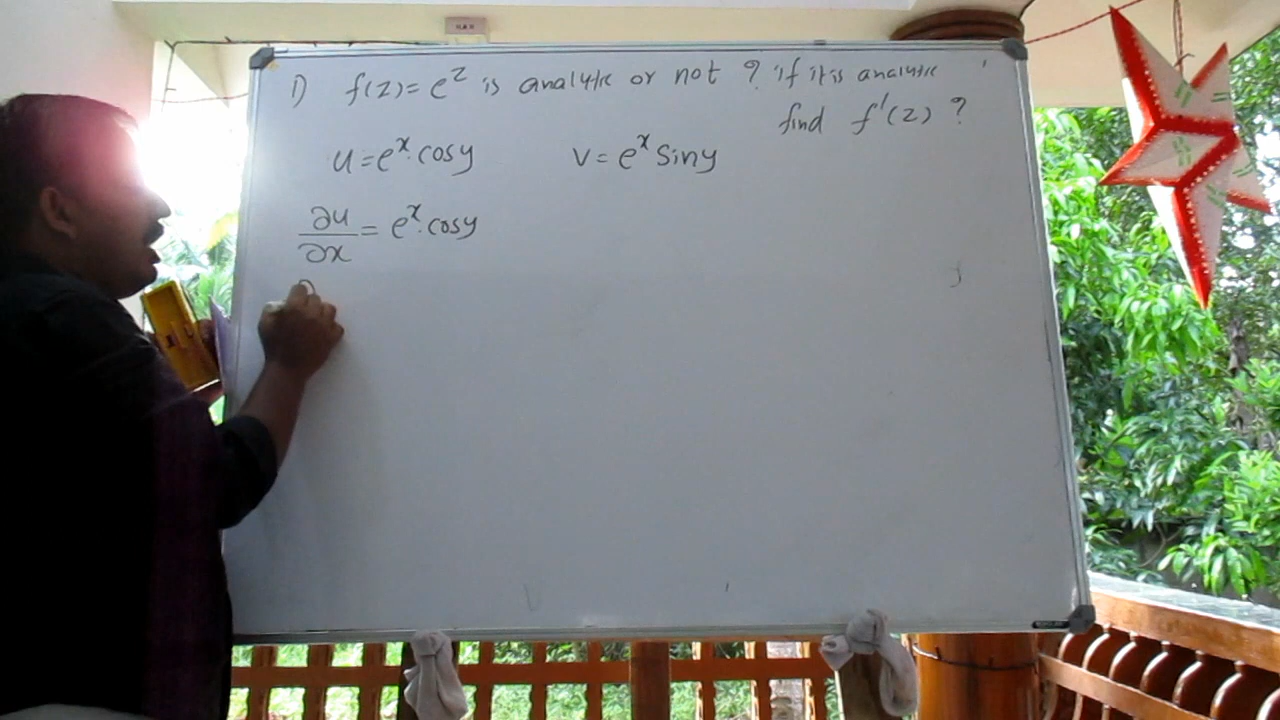 1) f(z) = e^z is analytic or not ? if it is analytic
find f'(z) ?
u = e^x. cosy v = e^x siny
∂u/∂x = e^x. cosy